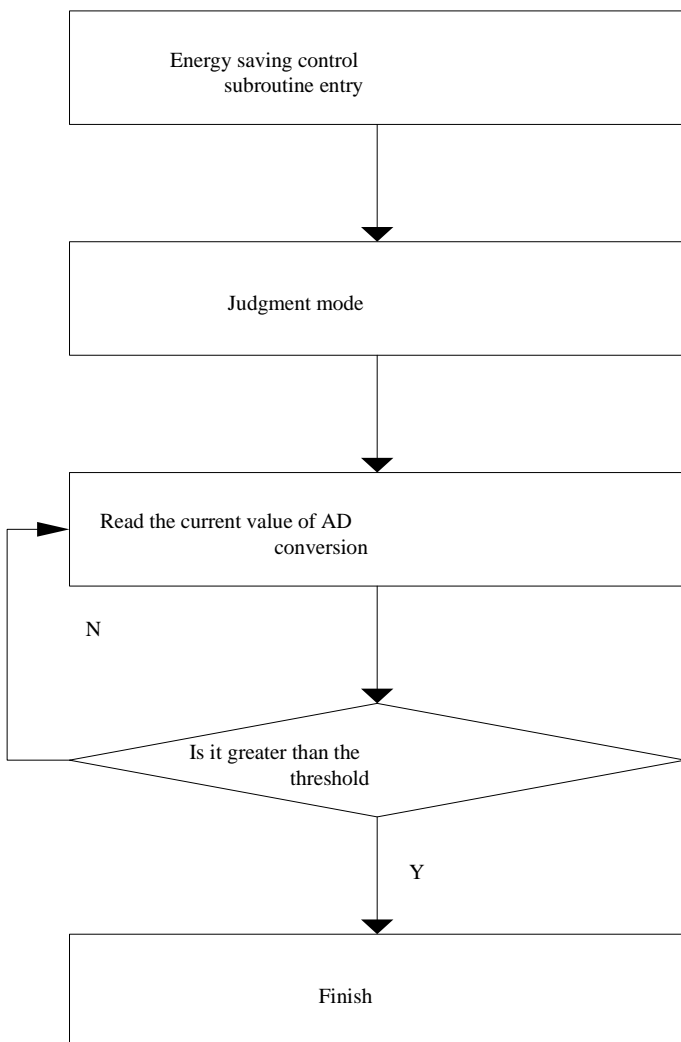 Energy saving control
subroutine entry
Judgment mode
Read the current value of AD
conversion
N
Is it greater than the
threshold
Y
Finish